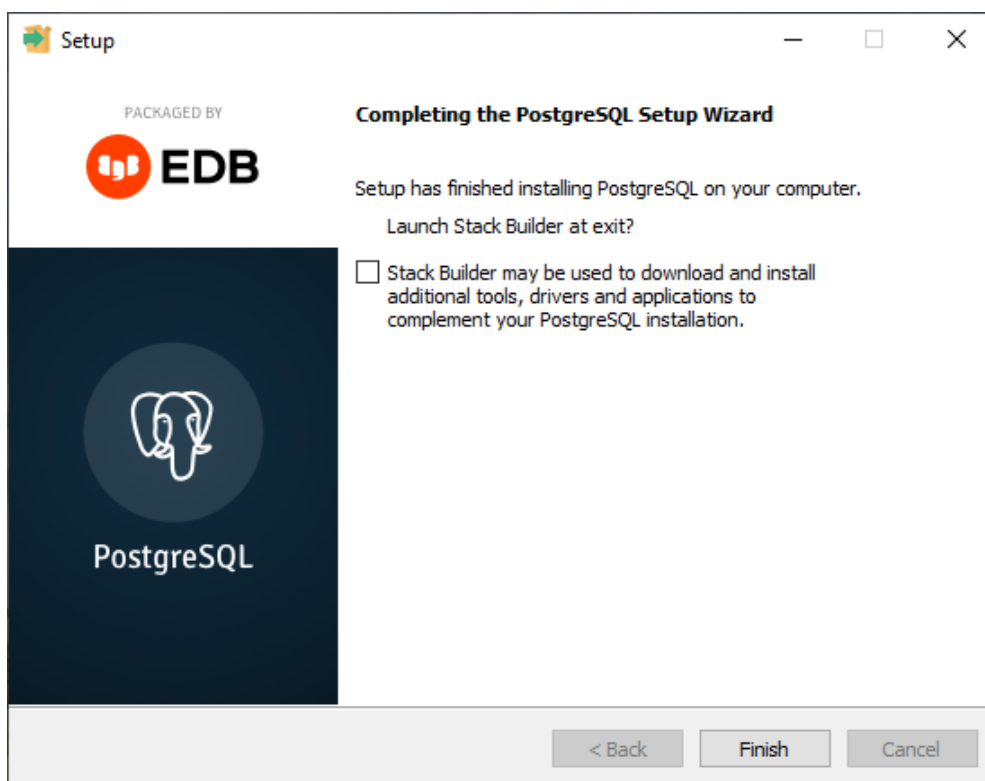 Setup
PACKAGED BY
EDB
PostgreSQL
Completing the PostgreSQL Setup Wizard
Setup has finished installing PostgreSQL on your computer.
Launch Stack Builder at exit?
Stack Builder may be used to download and install
additional tools, drivers and applications to
complement your PostgreSQL installation.
< Back
Finish
Cancel